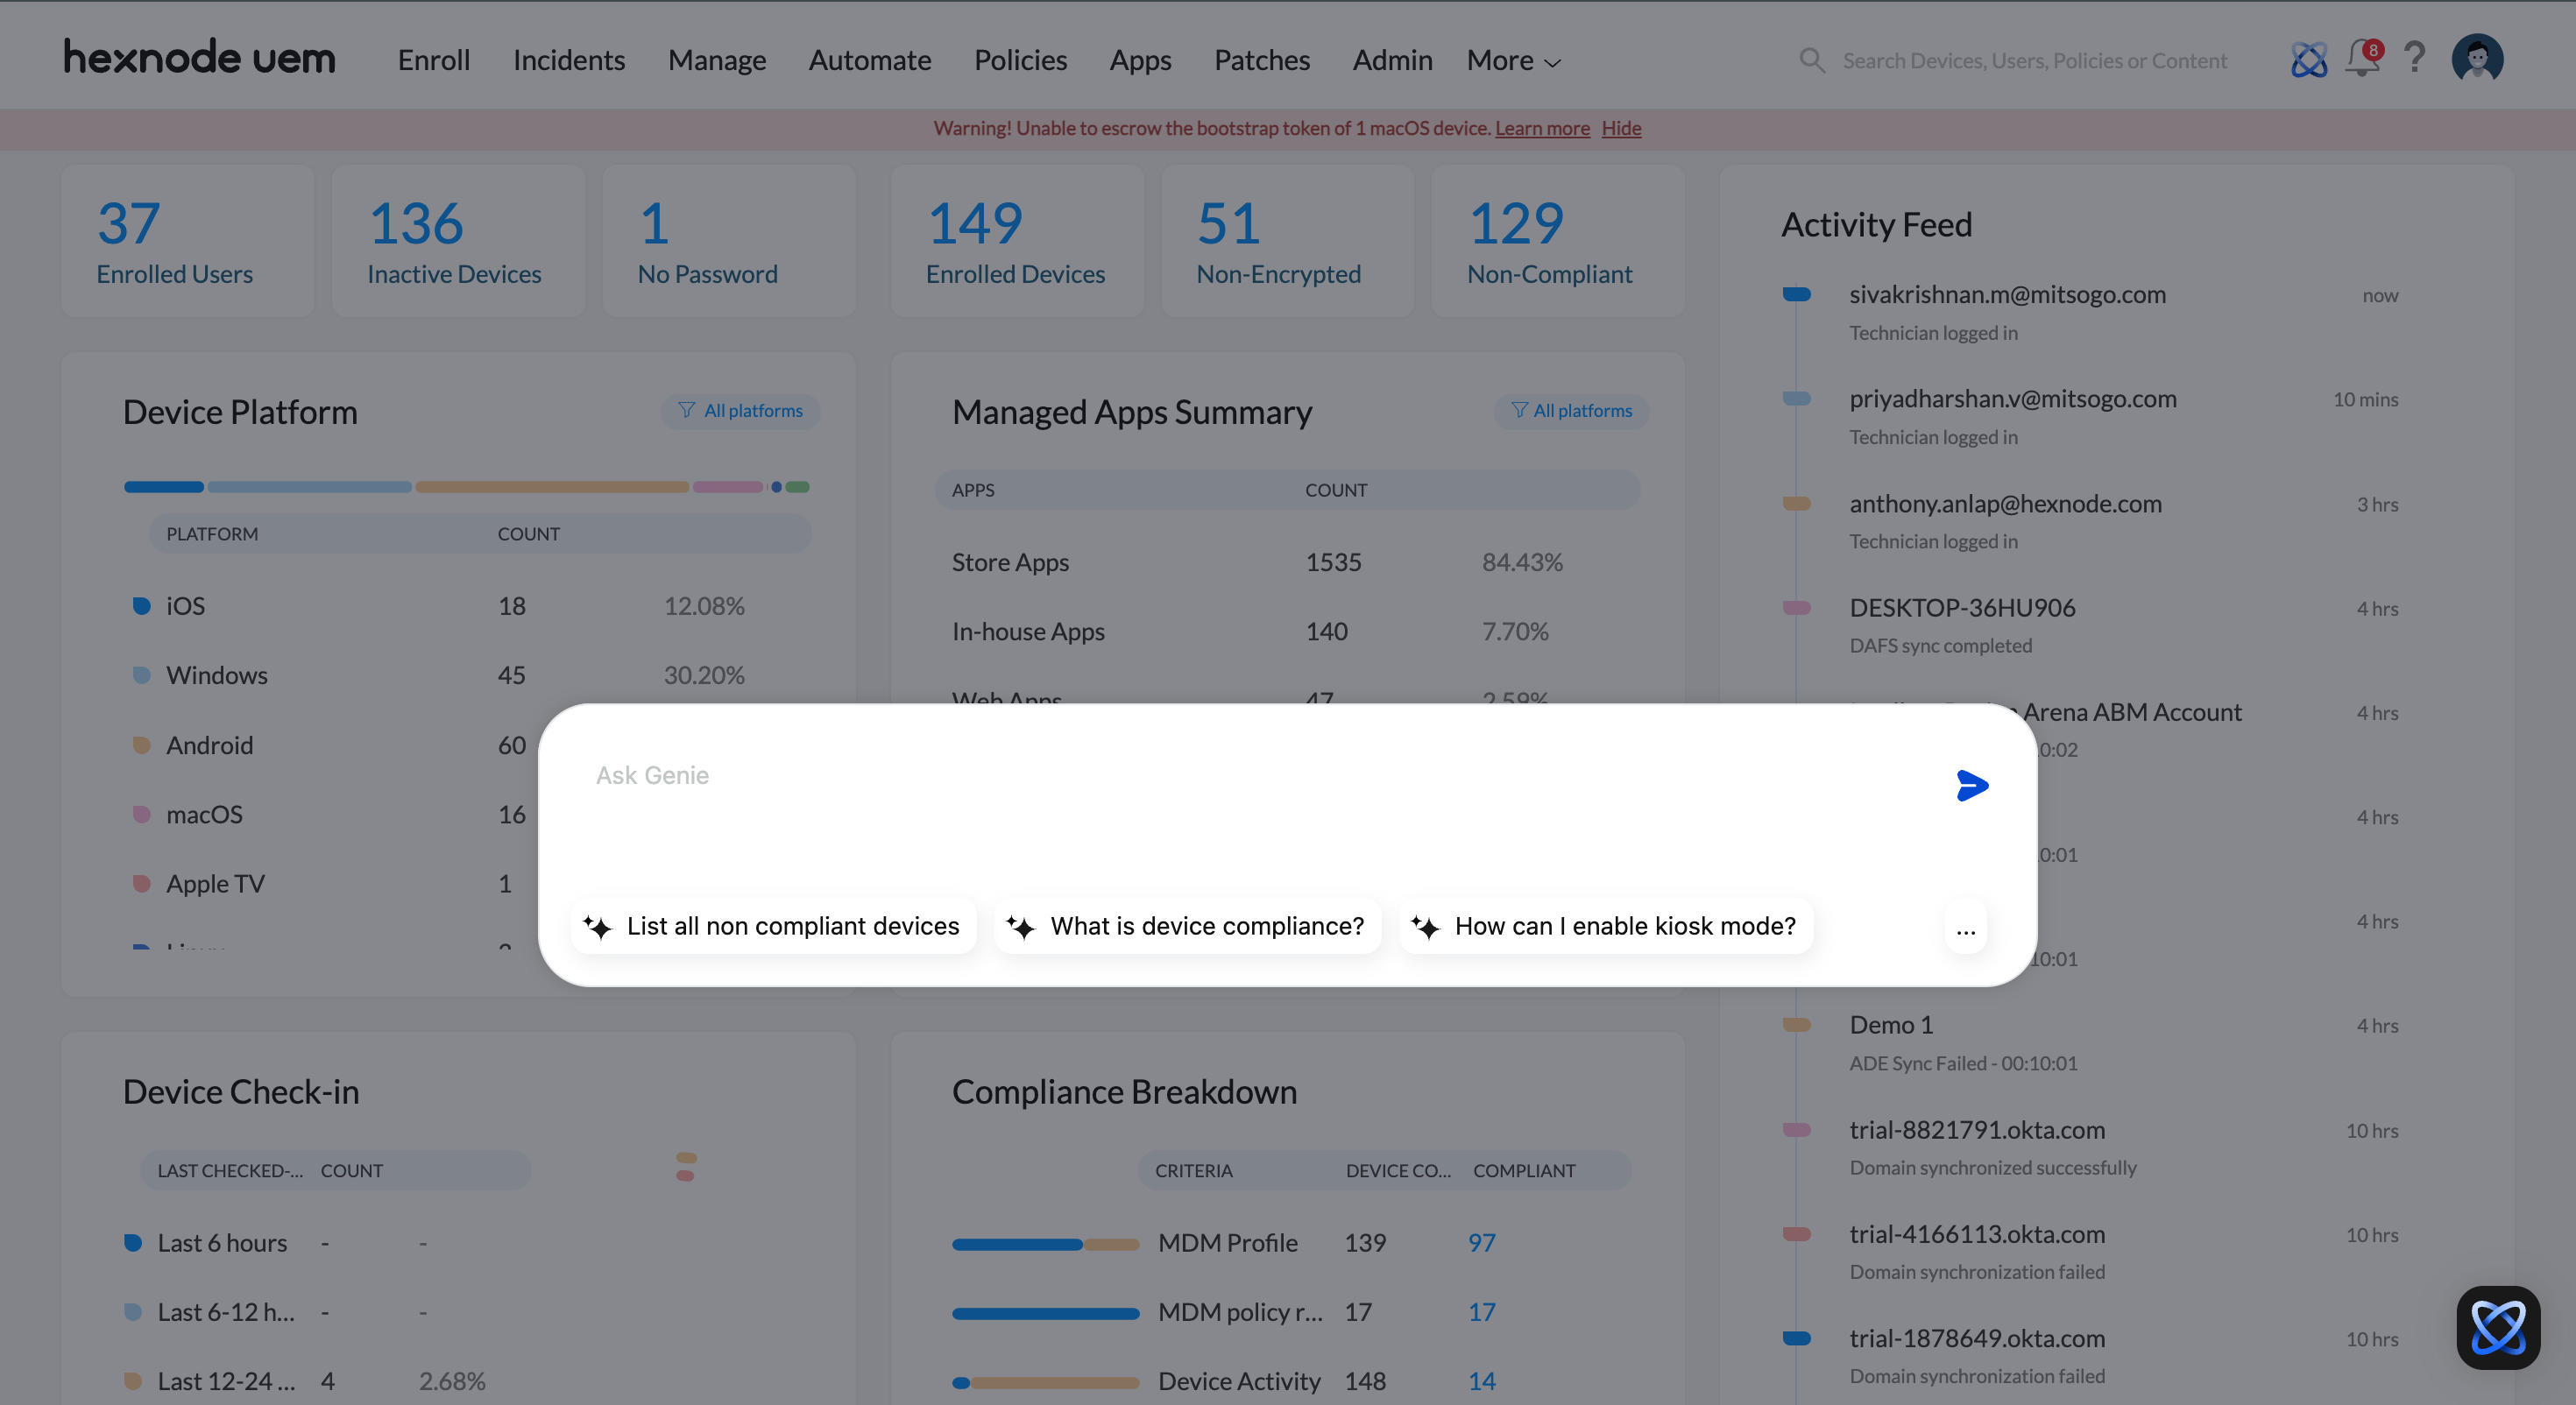 hexnode uem
Enroll Incidents Manage Automate Policies Apps Patches Admin More
Search Devices, Users, Policies or Content
8
?
Warning! Unable to escrow the bootstrap token of 1 macOS device. Learn more Hide
37
Enrolled Users
136
Inactive Devices
1
No Password
149
Enrolled Devices
51
Non-Encrypted
129
Non-Compliant
Device Platform
All platforms
PLATFORM COUNT
iOS 18 12.08%
Windows 45 30.20%
Android 60
macOS 16
Apple TV 1
Managed Apps Summary
All platforms
APPS COUNT
Store Apps 1535 84.43%
In-house Apps 140 7.70%
Web Apps 47 2.59%
Ask Genie
List all non compliant devices
What is device compliance?
How can I enable kiosk mode?
...
Device Check-in
LAST CHECKED-... COUNT
Last 6 hours - -
Last 6-12 h... - -
Last 12-24 ... 4 2.68%
Compliance Breakdown
CRITERIA DEVICE CO... COMPLIANT
MDM Profile 139 97
MDM policy r... 17 17
Device Activity 148 14
Activity Feed
sivakrishnan.m@mitsogo.com now
Technician logged in
priyadharshan.v@mitsogo.com 10 mins
Technician logged in
anthony.anlap@hexnode.com 3 hrs
Technician logged in
DESKTOP-36HU906 4 hrs
DAFS sync completed
Arena ABM Account 4 hrs
0:02
4 hrs
0:01
4 hrs
10:01
Demo 1 4 hrs
ADE Sync Failed - 00:10:01
trial-8821791.okta.com 10 hrs
Domain synchronized successfully
trial-4166113.okta.com 10 hrs
Domain synchronization failed
trial-1878649.okta.com 10 hrs
Domain synchronization failed